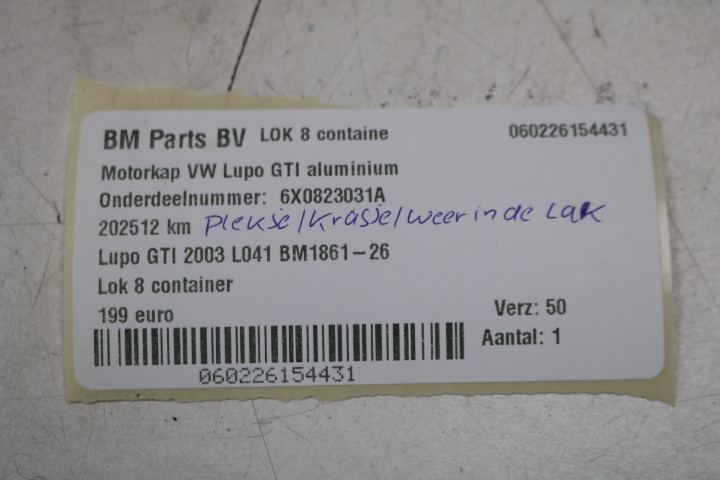 BM Parts BV LOK 8 containe 060226154431
Motorkap VW Lupo GTI aluminium
Onderdeelnummer: 6X0823031A
202512 km Plekje/krasje/weer in de lak
Lupo GTI 2003 L041 BM1861-26
Lok 8 container
199 euro Verz: 50
Aantal: 1
060226154431